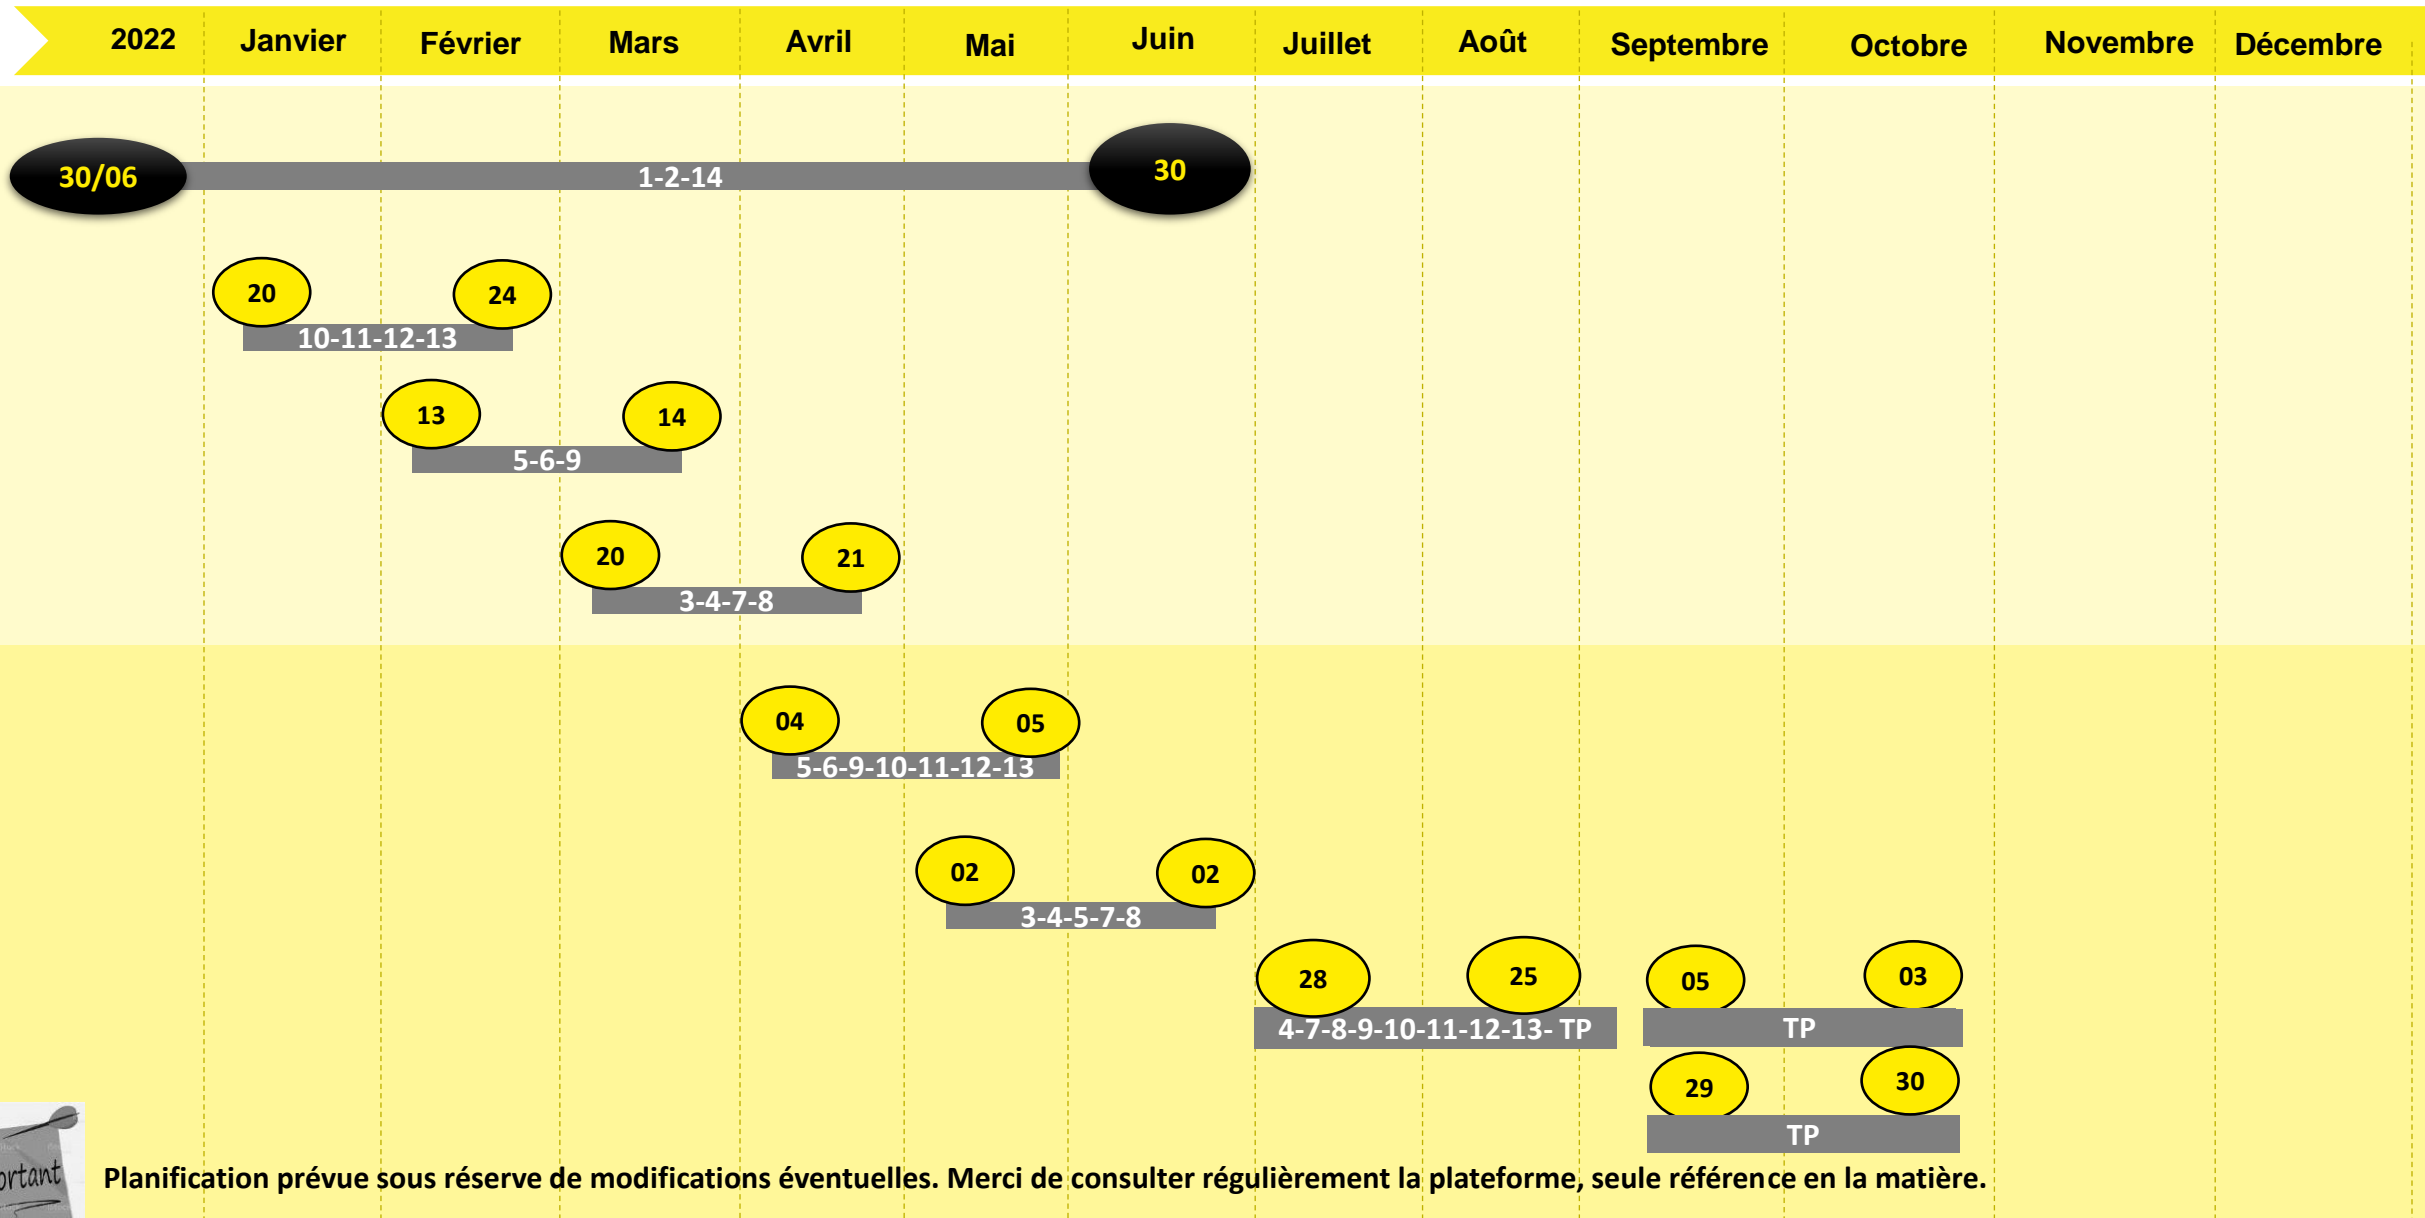 2022 Janvier Février Mars Avril Mai Juin Juillet Août Septembre Octobre Novembre Décembre
30/06 1-2-14 30
20 24
10-11-12-13
13 14
5-6-9
20 21
3-4-7-8
04 05
5-6-9-10-11-12-13
02 02
3-4-5-7-8
28 25 05 03
4-7-8-9-10-11-12-13- TP TP
29 30
TP
ortant
Planification prévue sous réserve de modifications éventuelles. Merci de consulter régulièrement la plateforme, seule référence en la matière.